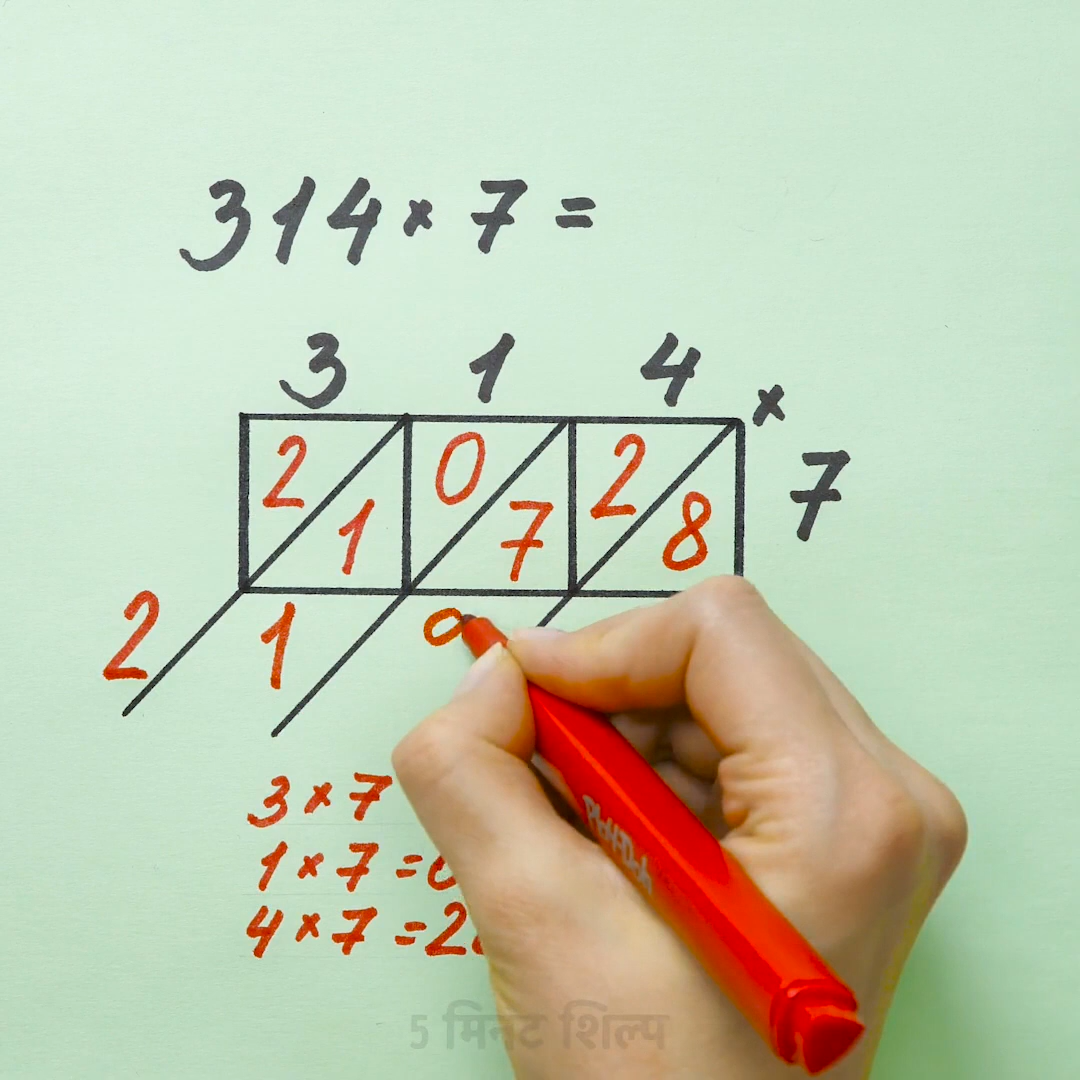 314 × 7 =
3 1 4 ×
2 0 2 7
1 7 8
2 1
3 × 7
1 × 7 =0
4 × 7 =2
PlayDoh
5 मिनट शिल्प